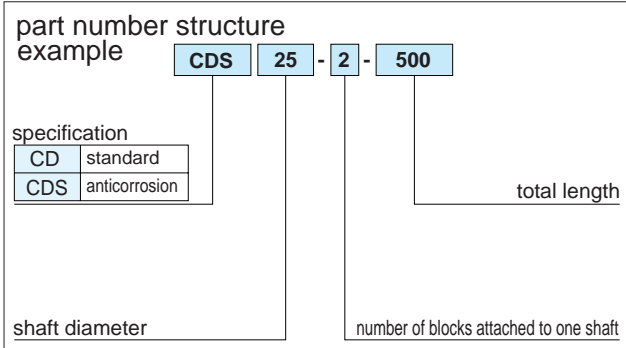 part number structure
example
CDS 25 - 2 - 500
specification
CD standard
CDS anticorrosion
total length
shaft diameter
number of blocks attached to one shaft